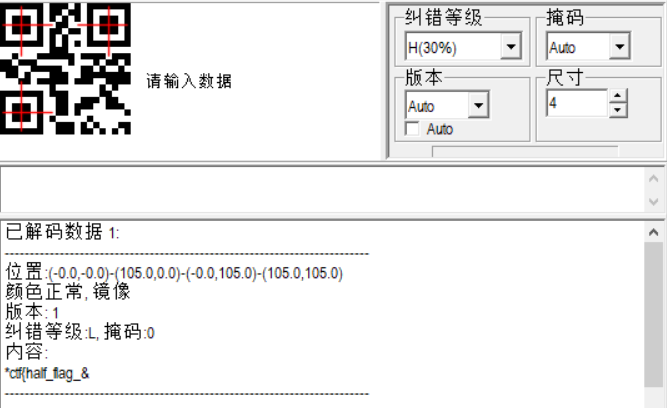 纠错等级
掩码
H(30%)
Auto
请输入数据
版本
尺寸
Auto
4
Auto
已解码数据 1:
--------------------------------------------------------------------------------
位置:(-0.0,-0.0)-(105.0,0.0)-(-0.0,105.0)-(105.0,105.0)
颜色正常, 镜像
版本: 1
纠错等级:L, 掩码:0
内容:
*ctf{half_flag_&
--------------------------------------------------------------------------------